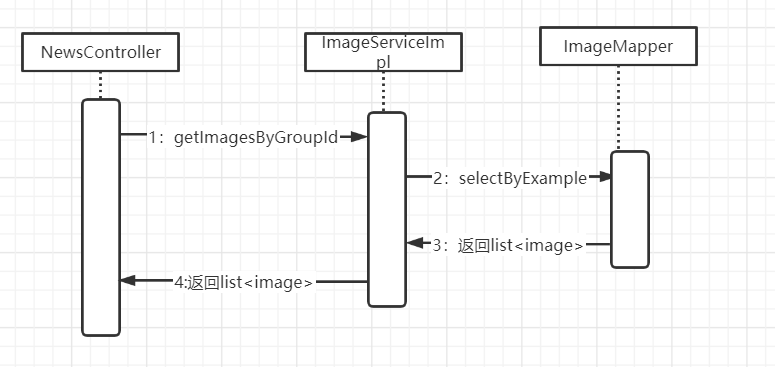 NewsController
ImageServiceIm
pl
ImageMapper
1：getImagesByGroupId
2：selectByExample
3：返回list<image>
4:返回list<image>